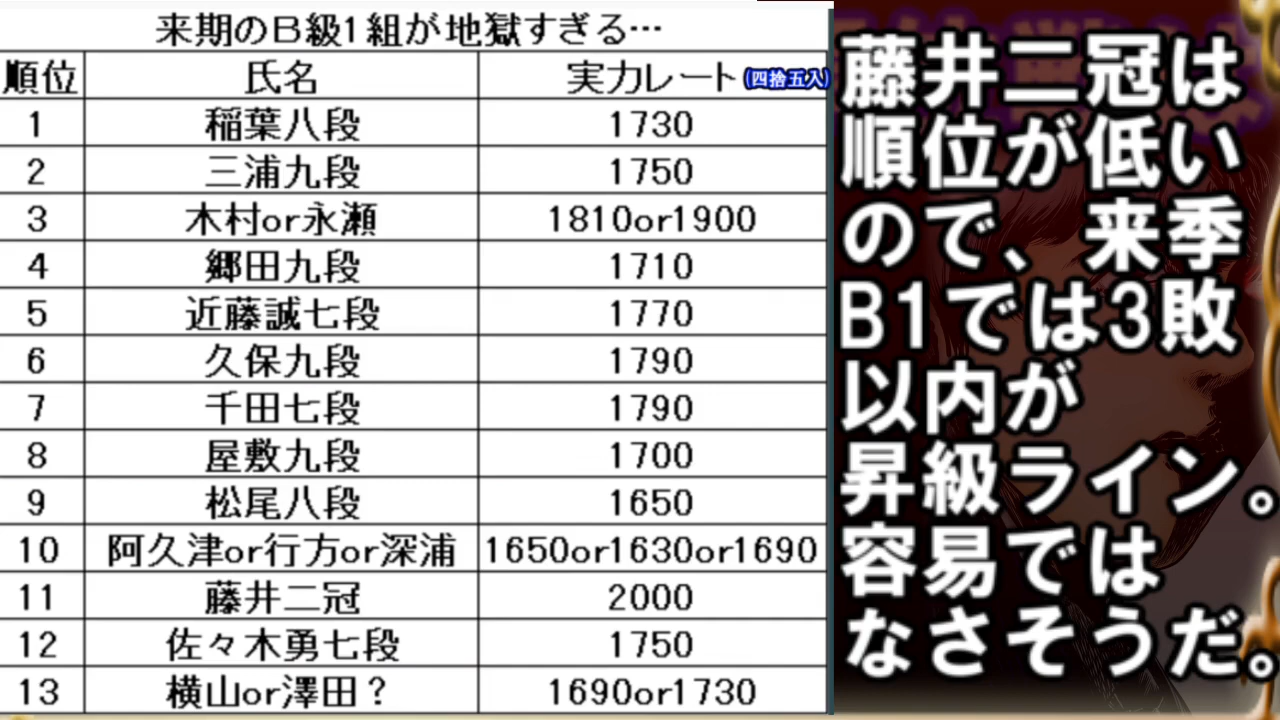 来期のB級1組が地獄すぎる…
順位 氏名 実力レート(四捨五入)
1 稲葉八段 1730
2 三浦九段 1750
3 木村or永瀬 1810or1900
4 郷田九段 1710
5 近藤誠七段 1770
6 久保九段 1790
7 千田七段 1790
8 屋敷九段 1700
9 松尾八段 1650
10 阿久津or行方or深浦 1650or1630or1690
11 藤井二冠 2000
12 佐々木勇七段 1750
13 横山or澤田? 1690or1730
藤井二冠は
順位が低い
ので、来季
B1では3敗
以内が
昇級ライン。
容易では
なさそうだ。